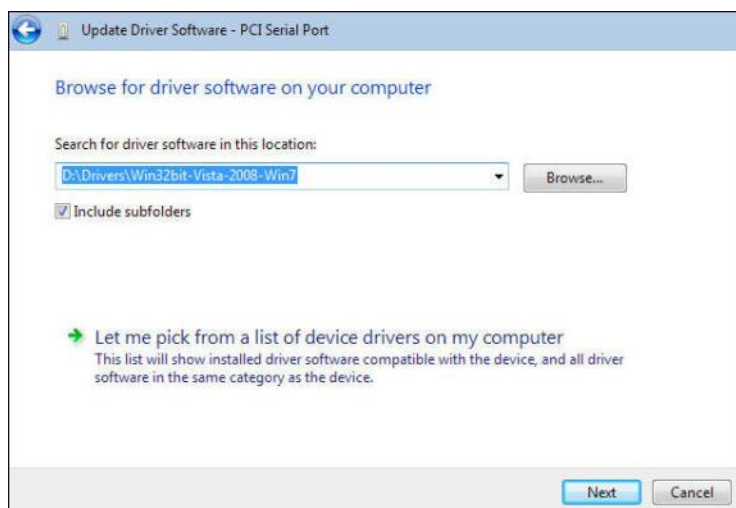 Update Driver Software - PCI Serial Port
Browse for driver software on your computer
Search for driver software in this location:
D:\Drivers\Win32bit-Vista-2008-Win7
Browse...
Include subfolders
Let me pick from a list of device drivers on my computer
This list will show installed driver software compatible with the device, and all driver
software in the same category as the device.
Next
Cancel